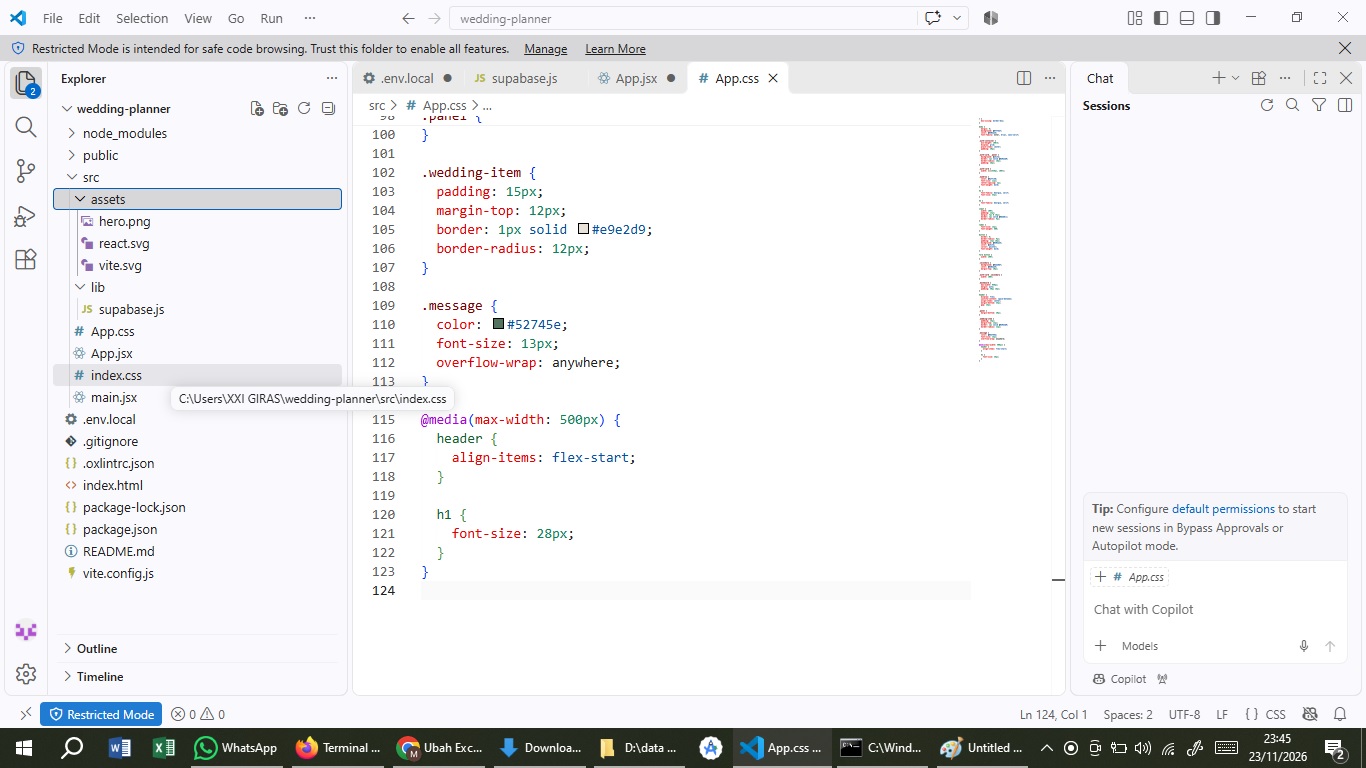 File Edit Selection View Go Run ···
wedding-planner
Restricted Mode is intended for safe code browsing. Trust this folder to enable all features. Manage Learn More
Explorer
wedding-planner
node_modules
public
src
assets
hero.png
react.svg
vite.svg
lib
JS supabase.js
# App.css
App.jsx
# index.css
main.jsx
C:\Users\XXI GIRAS\wedding-planner\src\index.css
.env.local
.gitignore
{} .oxlintrc.json
<> index.html
{} package-lock.json
{} package.json
README.md
vite.config.js
Outline
Timeline
2
.env.local JS supabase.js App.jsx # App.css
src > # App.css > ...
98 .panel {
100 }
101
102 .wedding-item {
103 padding: 15px;
104 margin-top: 12px;
105 border: 1px solid #e9e2d9;
106 border-radius: 12px;
107 }
108
109 .message {
110 color: #52745e;
111 font-size: 13px;
112 overflow-wrap: anywhere;
113 }
115 @media(max-width: 500px) {
116 header {
117 align-items: flex-start;
118 }
119
120 h1 {
121 font-size: 28px;
122 }
123 }
124
Chat
Sessions
Tip: Configure default permissions to start
new sessions in Bypass Approvals or
Autopilot mode.
# App.css
Chat with Copilot
Models
Copilot
Restricted Mode 0 0
Ln 124, Col 1 Spaces: 2 UTF-8 LF {} CSS
WhatsApp Terminal ... Ubah Exc... Downloa... D:\data ... App.css ... C:\Wind... Untitled ...
23:45
23/11/2026
2